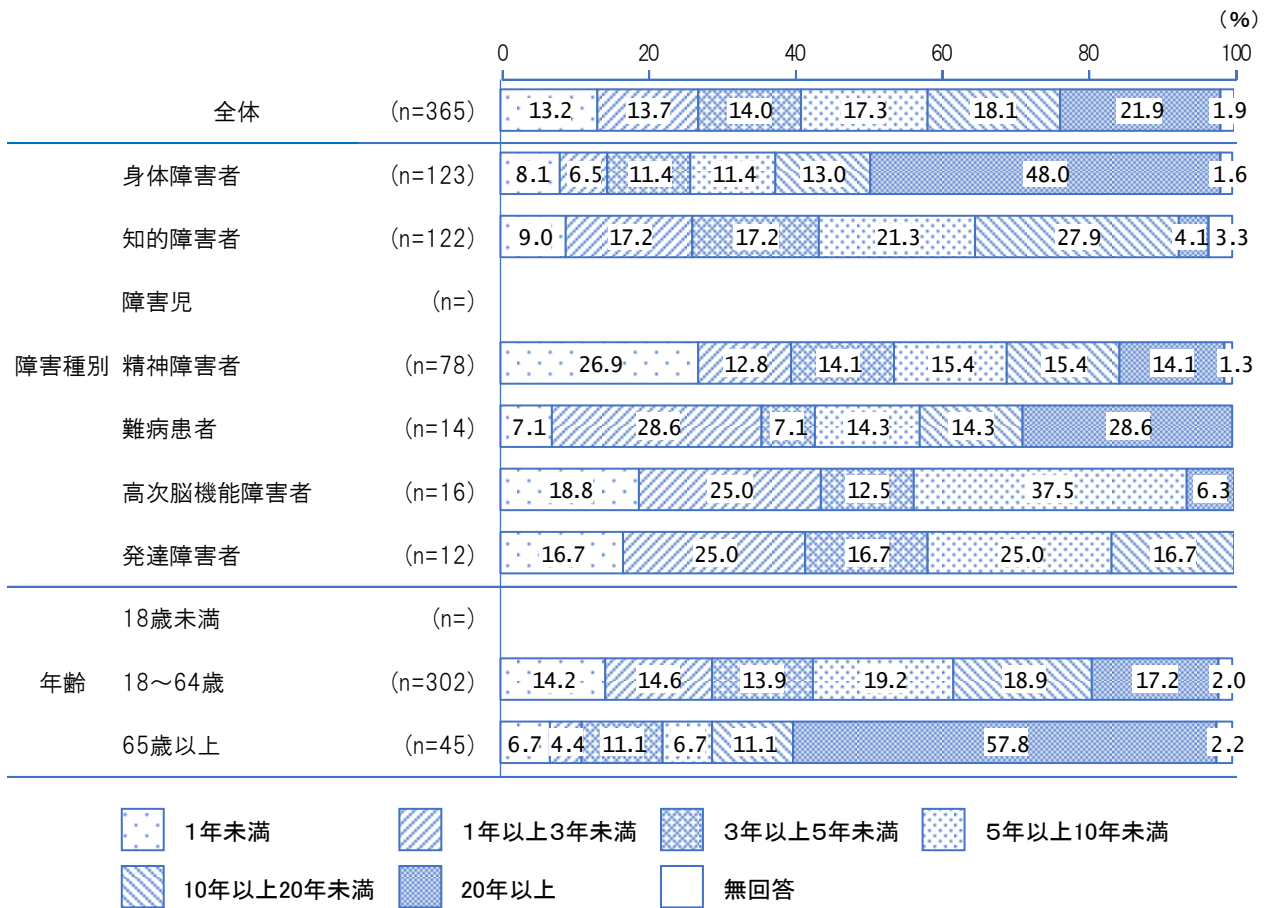 (%)
0 20 40 60 80 100
全体 (n=365) 13.2 13.7 14.0 17.3 18.1 21.9 1.9
身体障害者 (n=123) 8.1 6.5 11.4 11.4 13.0 48.0 1.6
知的障害者 (n=122) 9.0 17.2 17.2 21.3 27.9 4.1 3.3
障害児 (n=)
障害種別 精神障害者 (n=78) 26.9 12.8 14.1 15.4 15.4 14.1 1.3
難病患者 (n=14) 7.1 28.6 7.1 14.3 14.3 28.6
高次脳機能障害者 (n=16) 18.8 25.0 12.5 37.5 6.3
発達障害者 (n=12) 16.7 25.0 16.7 25.0 16.7
18歳未満 (n=)
年齢 18～64歳 (n=302) 14.2 14.6 13.9 19.2 18.9 17.2 2.0
65歳以上 (n=45) 6.7 4.4 11.1 6.7 11.1 57.8 2.2
1年未満 1年以上3年未満 3年以上5年未満 5年以上10年未満
10年以上20年未満 20年以上 無回答